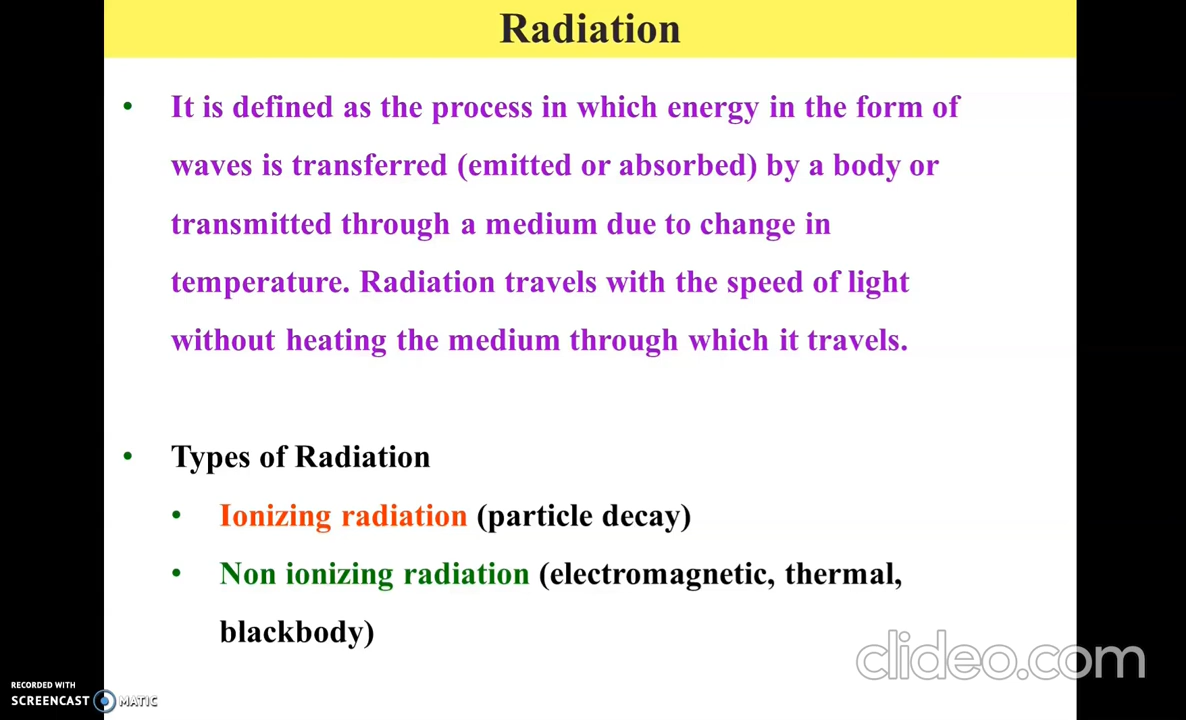 Radiation
• It is defined as the process in which energy in the form of
waves is transferred (emitted or absorbed) by a body or
transmitted through a medium due to change in
temperature. Radiation travels with the speed of light
without heating the medium through which it travels.
• Types of Radiation
• Ionizing radiation (particle decay)
• Non ionizing radiation (electromagnetic, thermal,
blackbody)
clideo.com
RECORDED WITH
SCREENCAST MATIC